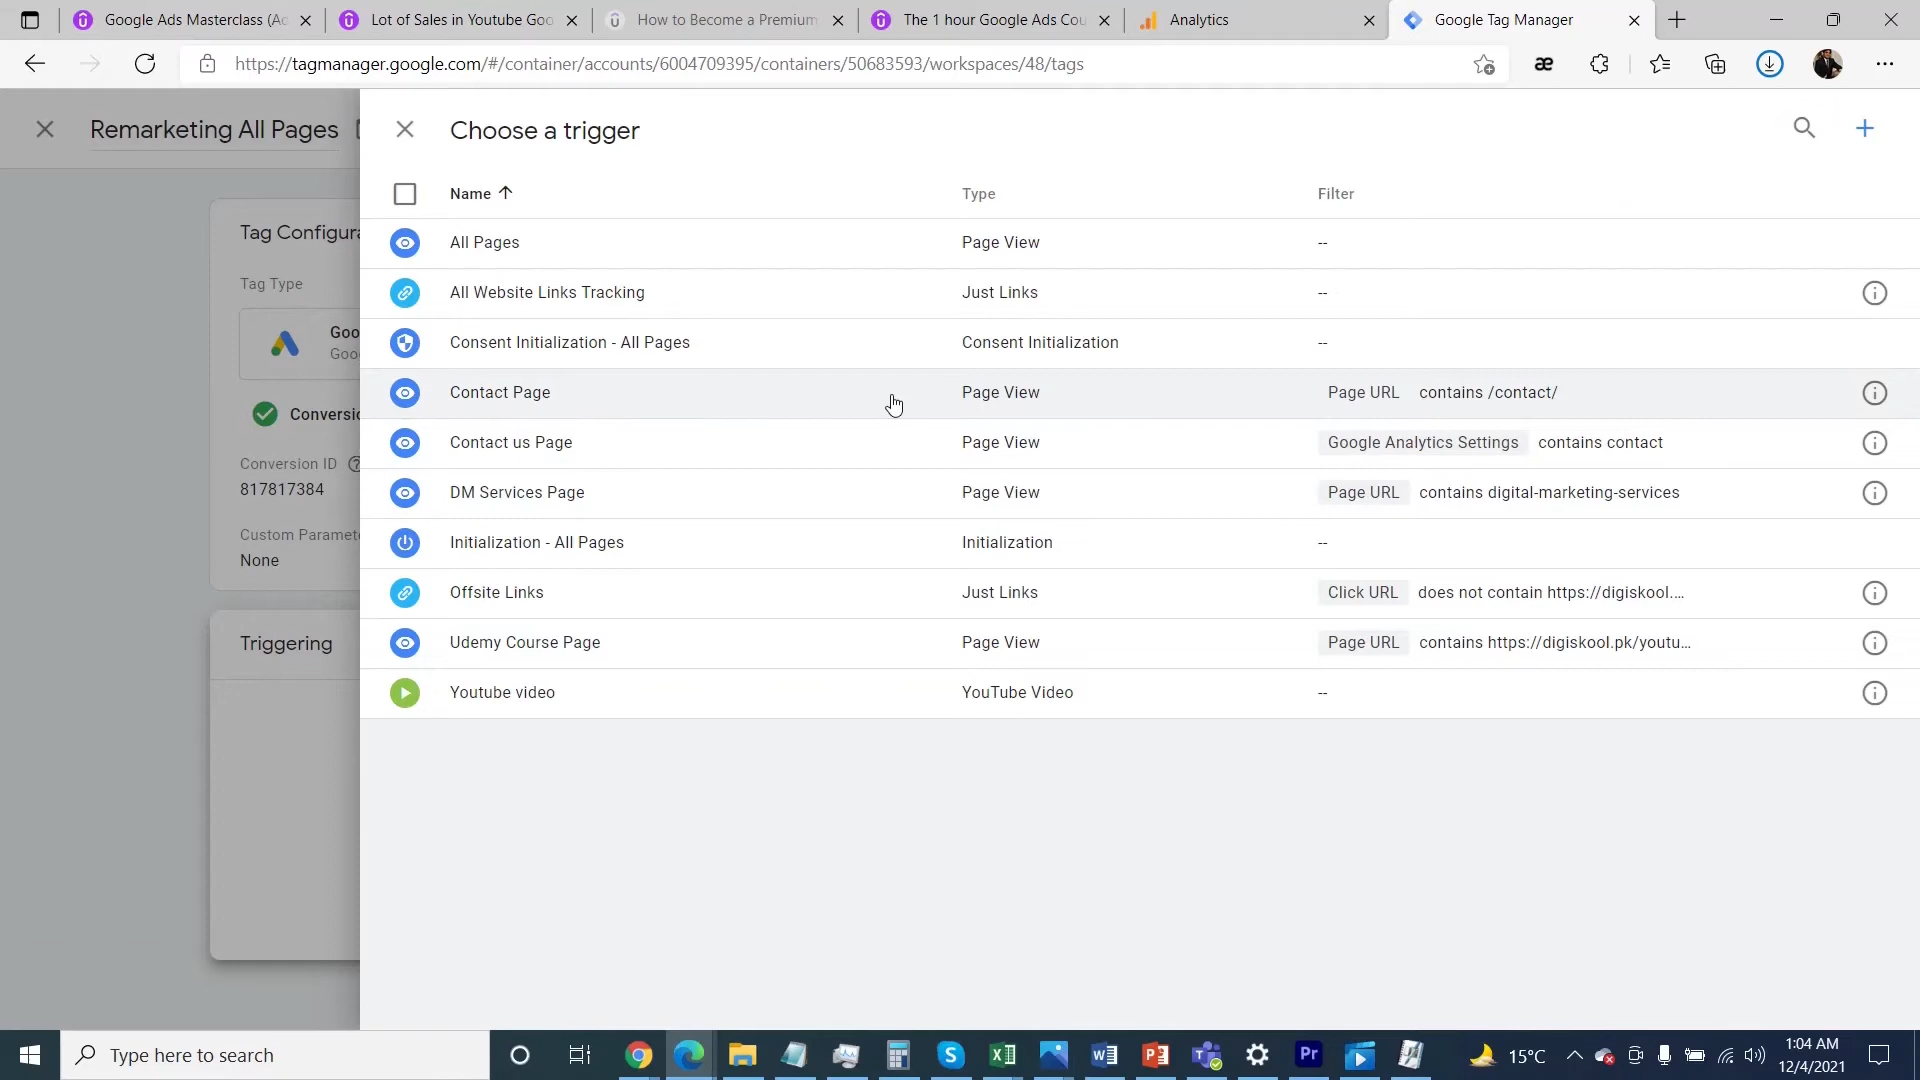 Google Ads Masterclass (Ad
Lot of Sales in Youtube Goo
How to Become a Premium
The 1 hour Google Ads Cou
Analytics
Google Tag Manager
https://tagmanager.google.com/#/container/accounts/6004709395/containers/50683593/workspaces/48/tags
Remarketing All Pages
Choose a trigger
Name Type Filter
All Pages Page View --
All Website Links Tracking Just Links --
Consent Initialization - All Pages Consent Initialization --
Contact Page Page View Page URL contains /contact/
Contact us Page Page View Google Analytics Settings contains contact
DM Services Page Page View Page URL contains digital-marketing-services
Initialization - All Pages Initialization --
Offsite Links Just Links Click URL does not contain https://digiskool....
Udemy Course Page Page View Page URL contains https://digiskool.pk/youtu...
Youtube video YouTube Video --
Tag Configura
Tag Type
Goo
Goo
Conversio
Conversion ID
817817384
Custom Paramete
None
Triggering
Type here to search
15°C
1:04 AM
12/4/2021